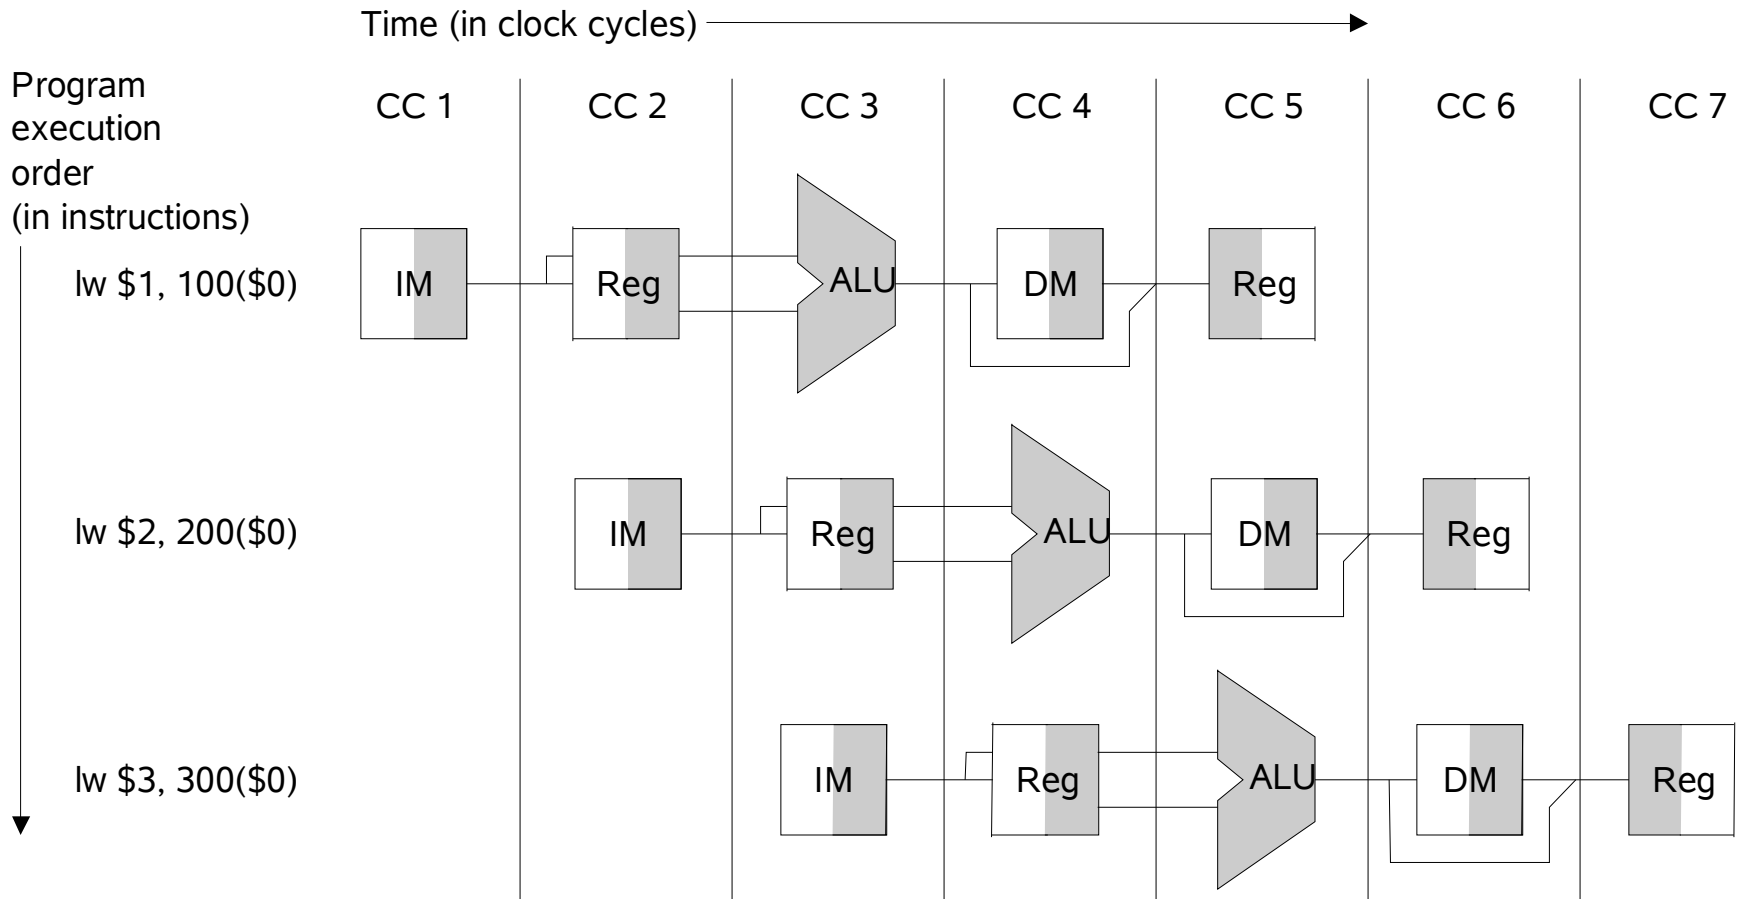 Time (in clock cycles)
Program
execution
order
(in instructions)
CC 1 CC 2 CC 3 CC 4 CC 5 CC 6 CC 7
lw $1, 100($0) IM Reg ALU DM Reg
lw $2, 200($0) IM Reg ALU DM Reg
lw $3, 300($0) IM Reg ALU DM Reg